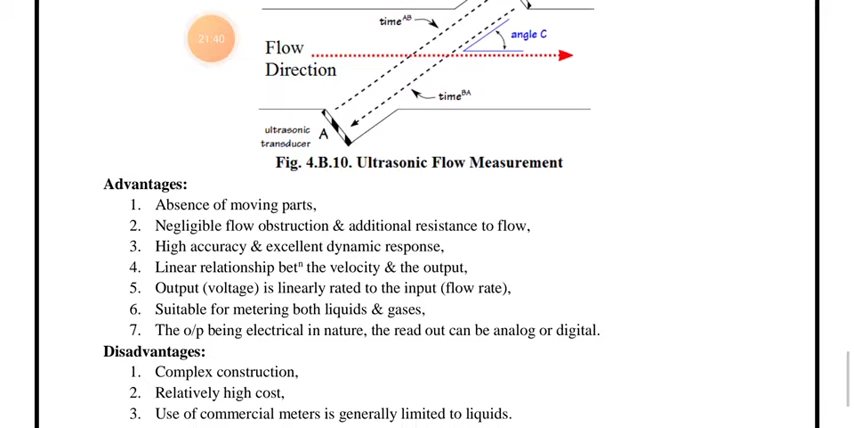 time^AB
21:40
angle C
Flow
Direction
time^BA
ultrasonic
transducer
A
Fig. 4.B.10. Ultrasonic Flow Measurement
Advantages:
1. Absence of moving parts,
2. Negligible flow obstruction & additional resistance to flow,
3. High accuracy & excellent dynamic response,
4. Linear relationship betⁿ the velocity & the output,
5. Output (voltage) is linearly rated to the input (flow rate),
6. Suitable for metering both liquids & gases,
7. The o/p being electrical in nature, the read out can be analog or digital.
Disadvantages:
1. Complex construction,
2. Relatively high cost,
3. Use of commercial meters is generally limited to liquids.